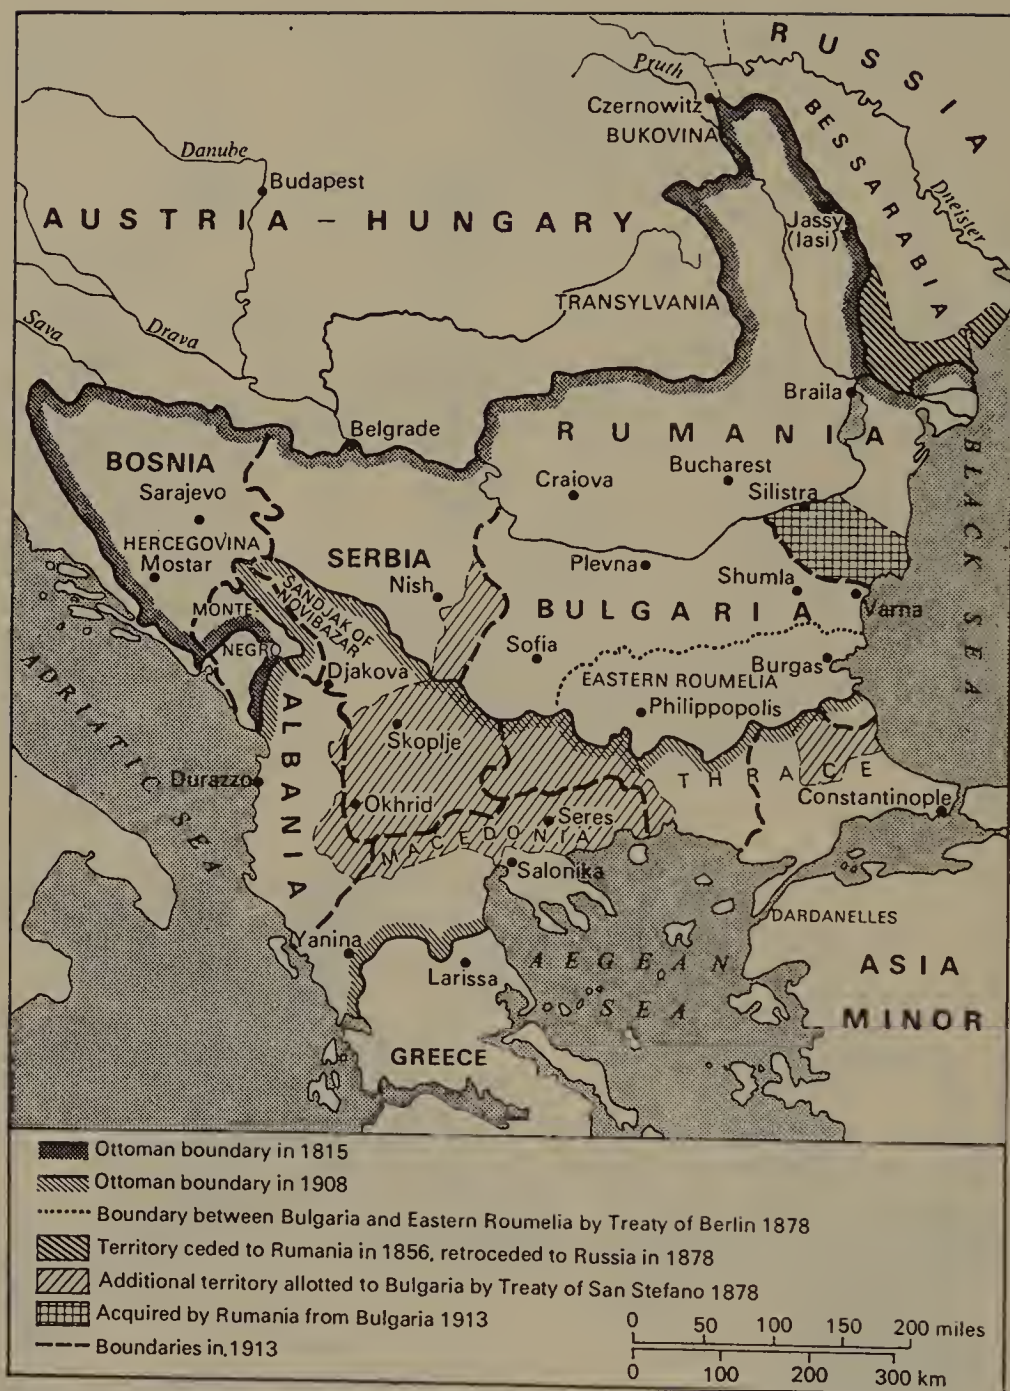 RUSSIA
Pruth
Czernowitz
BUKOVINA
BESSARABIA
Dneister
Danube
Budapest
AUSTRIA – HUNGARY
Jassy
(Iasi)
TRANSYLVANIA
Sava
Drava
Braila
Belgrade
RUMANIA
BOSNIA
Sarajevo
Craiova
Bucharest
Silistra
BLACK SEA
HERCEGOVINA
Mostar
SERBIA
Nish
Plevna
Shumla
Varna
SANDJAK OF
NOVIBAZAR
MONTE-
NEGRO
BULGARIA
Sofia
Burgas
EASTERN ROUMELIA
Djakova
Philippopolis
ADRIATIC SEA
ALBANIA
Skoplje
THRACE
Durazzo
Okhrid
Seres
Constantinople
MACEDONIA
Salonika
DARDANELLES
Yanina
Larissa
AEGEAN
SEA
ASIA
MINOR
GREECE
Ottoman boundary in 1815
Ottoman boundary in 1908
Boundary between Bulgaria and Eastern Roumelia by Treaty of Berlin 1878
Territory ceded to Rumania in 1856, retroceded to Russia in 1878
Additional territory allotted to Bulgaria by Treaty of San Stefano 1878
Acquired by Rumania from Bulgaria 1913
Boundaries in.1913
0 50 100 150 200 miles
0 100 200 300 km